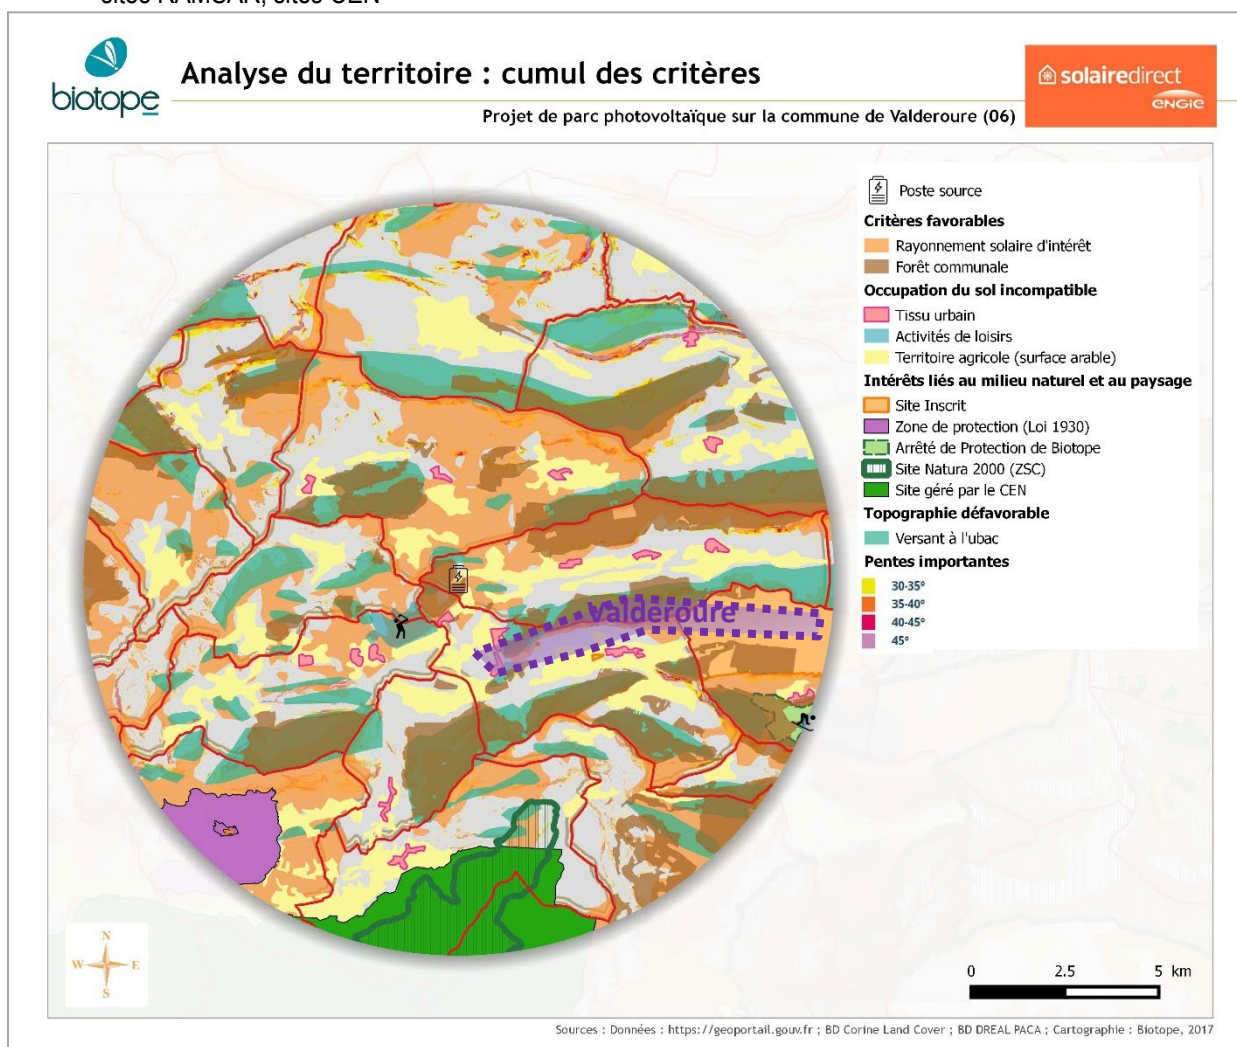 sites RAMSAR, sites CEN
biotope
Analyse du territoire : cumul des critères
solairedirect
ENGIE
Projet de parc photovoltaïque sur la commune de Valderoure (06)
Poste source
Critères favorables
Rayonnement solaire d'intérêt
Forêt communale
Occupation du sol incompatible
Tissu urbain
Activités de loisirs
Territoire agricole (surface arable)
Intérêts liés au milieu naturel et au paysage
Site Inscrit
Zone de protection (Loi 1930)
Arrêté de Protection de Biotope
Site Natura 2000 (ZSC)
Site géré par le CEN
Topographie défavorable
Versant à l'ubac
Pentes importantes
30-35°
35-40°
40-45°
45°
Valderoure
N
W E
S
0 2.5 5 km
Sources : Données : https://geoportail.gouv.fr ; BD Corine Land Cover ; BD DREAL PACA ; Cartographie : Biotope, 2017